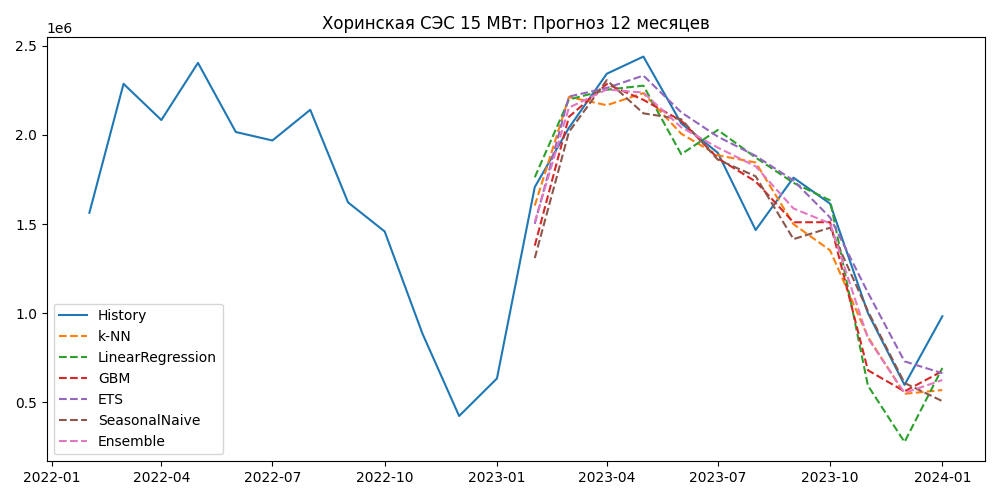 Хоринская СЭС 15 МВт: Прогноз 12 месяцев
1e6
2.5
2.0
1.5
1.0
0.5
History
k-NN
LinearRegression
GBM
ETS
SeasonalNaive
Ensemble
2022-01 2022-04 2022-07 2022-10 2023-01 2023-04 2023-07 2023-10 2024-01